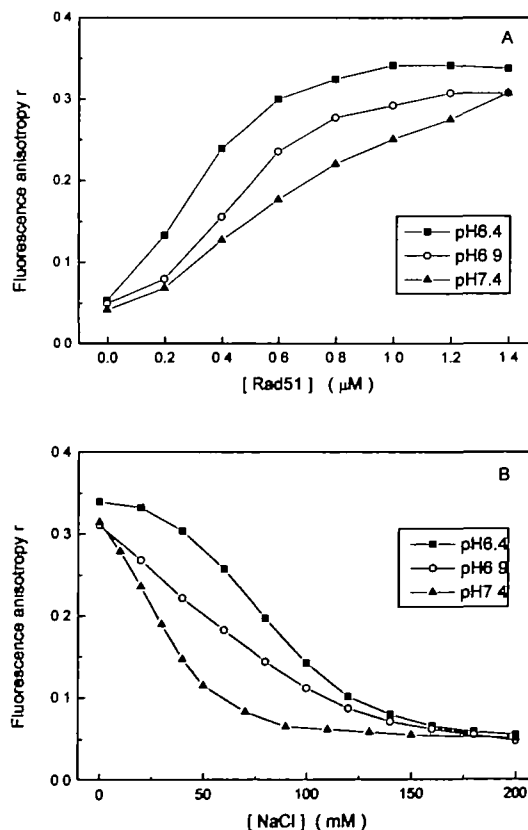 A
0 4
0 3
0 2
0 1
0 0
Fluorescence anisotropy r
pH6.4
pH6 9
pH7.4
0.0 0.2 0 4 0 6 0 8 1 0 1.2 1 4
[ Rad51 ] ( μM )
B
0 4
0 3
0 2
0 1
0 0
Fluorescence anisotropy r
pH6.4
pH6 9
pH7 4
0 50 100 150 200
[ NaCl ] ( mM )